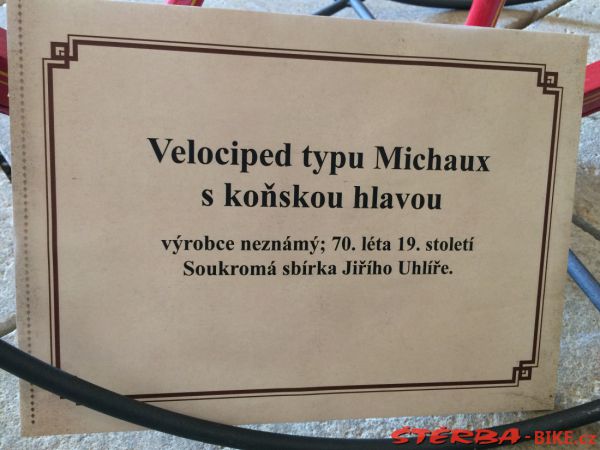 Velociped typu Michaux
s koňskou hlavou
výrobce neznámý; 70. léta 19. století
Soukromá sbírka Jiřího Uhlíře.
STERBA-BIKE.cz